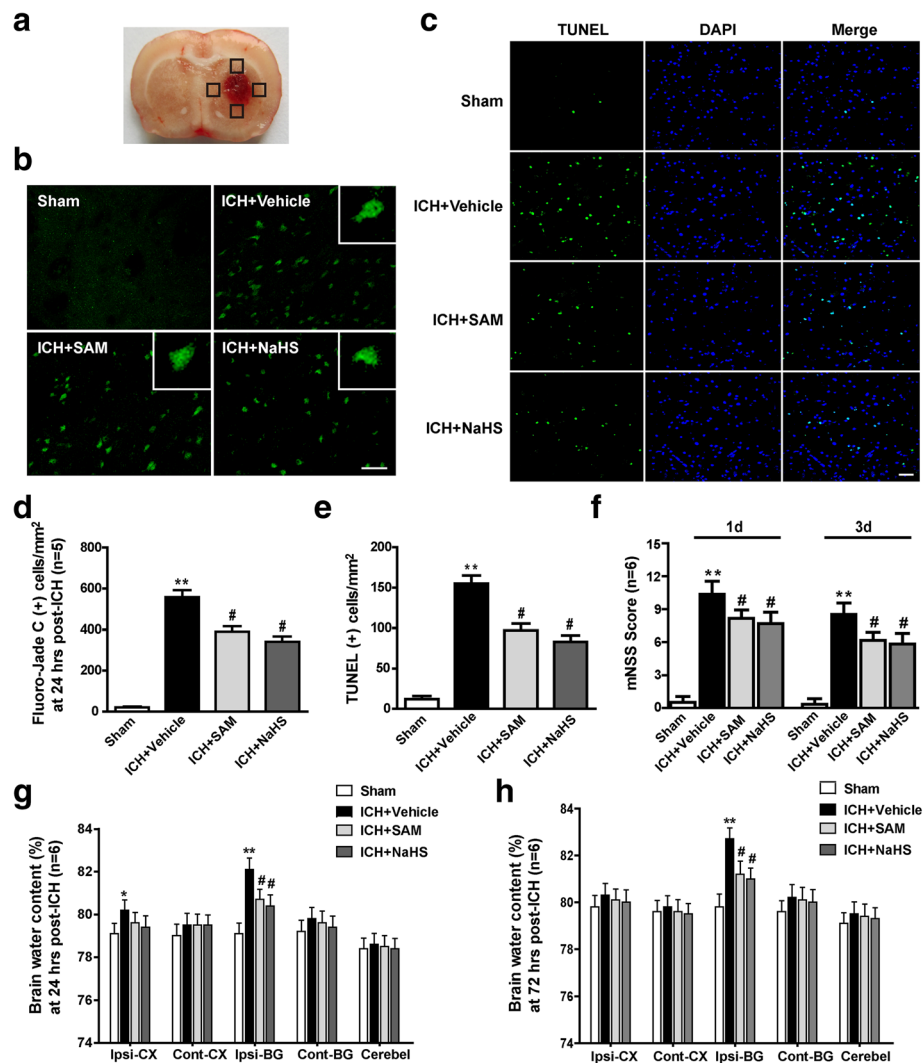 a
b
Sham
ICH+Vehicle
ICH+SAM
ICH+NaHS
c
TUNEL
DAPI
Merge
Sham
ICH+Vehicle
ICH+SAM
ICH+NaHS
d
Fluoro-Jade C (+) cells/mm²
at 24 hrs post-ICH (n=5)
800
600
400
200
0
**
#
#
Sham
ICH+Vehicle
ICH+SAM
ICH+NaHS
e
TUNEL (+) cells/mm²
200
150
100
50
0
**
#
#
Sham
ICH+Vehicle
ICH+SAM
ICH+NaHS
f
1d
3d
mNSS Score (n=6)
15
12
9
6
3
0
**
#
#
**
#
#
Sham
ICH+Vehicle
ICH+SAM
ICH+NaHS
Sham
ICH+Vehicle
ICH+SAM
ICH+NaHS
g
Sham
ICH+Vehicle
ICH+SAM
ICH+NaHS
Brain water content (%)
at 24 hrs post-ICH (n=6)
84
82
80
78
76
74
*
**
#
#
Ipsi-CX
Cont-CX
Ipsi-BG
Cont-BG
Cerebel
h
Sham
ICH+Vehicle
ICH+SAM
ICH+NaHS
Brain water content (%)
at 72 hrs post-ICH (n=6)
84
82
80
78
76
74
**
#
#
Ipsi-CX
Cont-CX
Ipsi-BG
Cont-BG
Cerebel